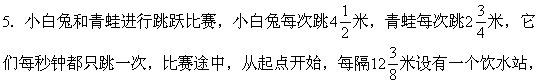 5. 小白兔和青蛙进行跳跃比赛，小白兔每次跳4$\frac{1}{2}$米，青蛙每次跳2$\frac{3}{4}$米，它
们每秒钟都只跳一次，比赛途中，从起点开始，每隔12$\frac{3}{8}$米设有一个饮水站，